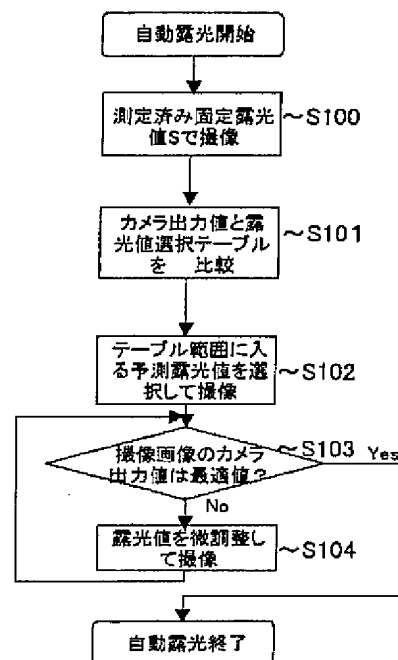 自動露光開始
測定済み固定露光
値Sで撮像
~S100
カメラ出力値と露
光値選択テーブル
を 比較
~S101
テーブル範囲に入
る予測露光値を選
択して撮像
~S102
撮像画像のカメラ
出力値は最適値?
~S103
Yes
No
露光値を微調整し
て撮像
~S104
自動露光終了